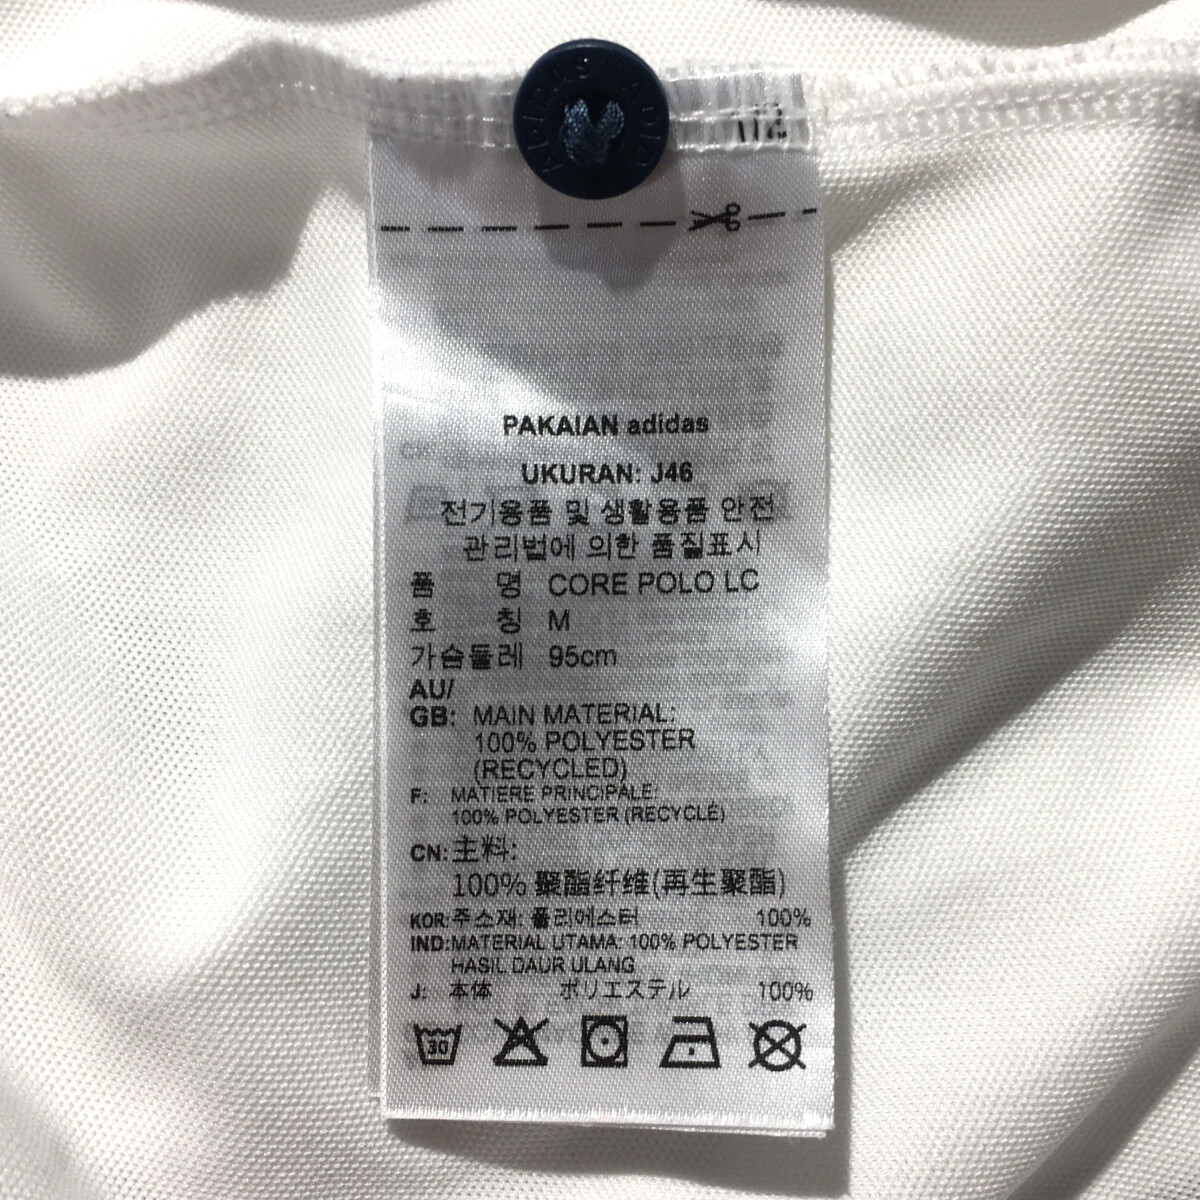 ADIDAS ADID
PAKAIAN adidas
UKURAN: J46
전기용품 및 생활용품 안전
관리법에 의한 품질표시
품 명 CORE POLO LC
호 칭 M
가슴둘레 95cm
AU/
GB: MAIN MATERIAL:
100% POLYESTER
(RECYCLED)
F: MATIERE PRINCIPALE:
100% POLYESTER (RECYCLÉ)
CN: 主料:
100% 聚酯纤维(再生聚酯)
KOR: 주소재: 폴리에스터 100%
IND: MATERIAL UTAMA: 100% POLYESTER
HASIL DAUR ULANG
J: 本体 ポリエステル 100%
30